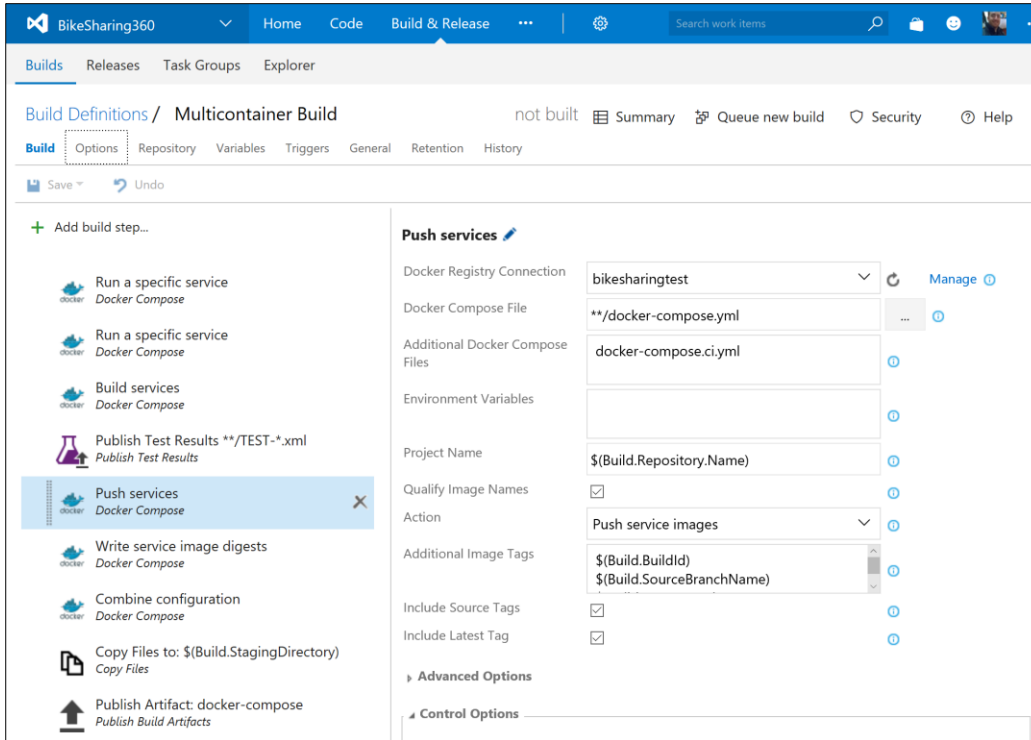 BikeSharing360 Home Code Build & Release ••• Search work items
Builds Releases Task Groups Explorer
Build Definitions / Multicontainer Build not built Summary Queue new build Security Help
Build Options Repository Variables Triggers General Retention History
Save Undo
+ Add build step...
Run a specific service
docker Docker Compose
Run a specific service
docker Docker Compose
Build services
docker Docker Compose
Publish Test Results **/TEST-*.xml
Publish Test Results
Push services
docker Docker Compose
Write service image digests
docker Docker Compose
Combine configuration
docker Docker Compose
Copy Files to: $(Build.StagingDirectory)
Copy Files
Publish Artifact: docker-compose
Publish Build Artifacts
Push services
Docker Registry Connection bikesharingtest Manage
Docker Compose File **/docker-compose.yml ...
Additional Docker Compose
Files docker-compose.ci.yml
Environment Variables
Project Name $(Build.Repository.Name)
Qualify Image Names
Action Push service images
Additional Image Tags $(Build.BuildId)
$(Build.SourceBranchName)
Include Source Tags
Include Latest Tag
Advanced Options
Control Options